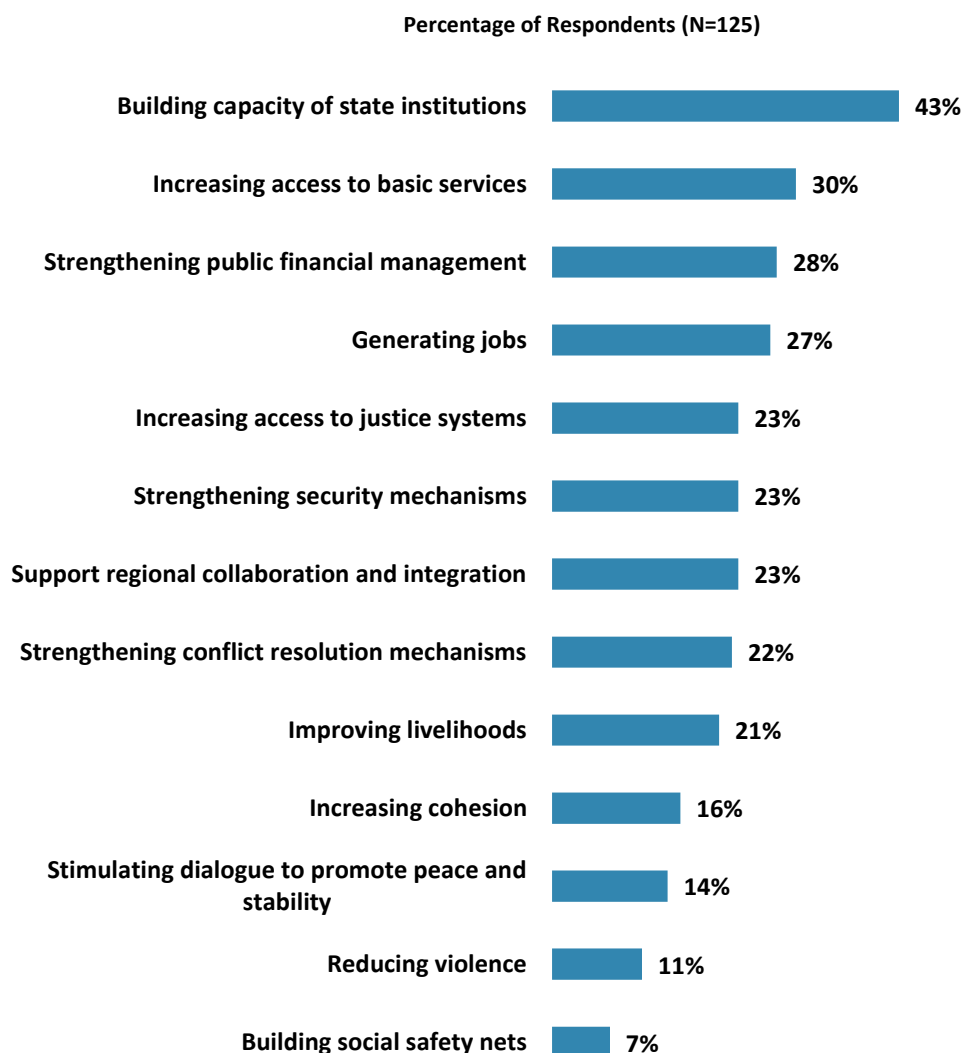 Percentage of Respondents (N=125)
Building capacity of state institutions 43%
Increasing access to basic services 30%
Strengthening public financial management 28%
Generating jobs 27%
Increasing access to justice systems 23%
Strengthening security mechanisms 23%
Support regional collaboration and integration 23%
Strengthening conflict resolution mechanisms 22%
Improving livelihoods 21%
Increasing cohesion 16%
Stimulating dialogue to promote peace and
stability 14%
Reducing violence 11%
Building social safety nets 7%